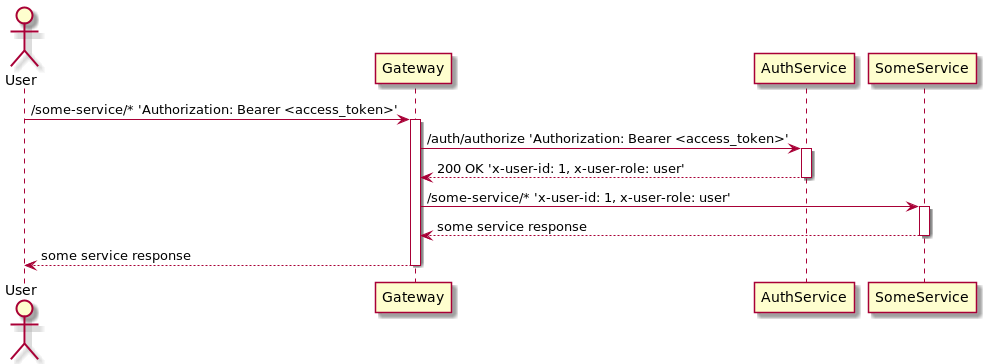 User
Gateway
AuthService
SomeService
/some-service/* 'Authorization: Bearer <access_token>'
/auth/authorize 'Authorization: Bearer <access_token>'
200 OK 'x-user-id: 1, x-user-role: user'
/some-service/* 'x-user-id: 1, x-user-role: user'
some service response
some service response
User
Gateway
AuthService
SomeService